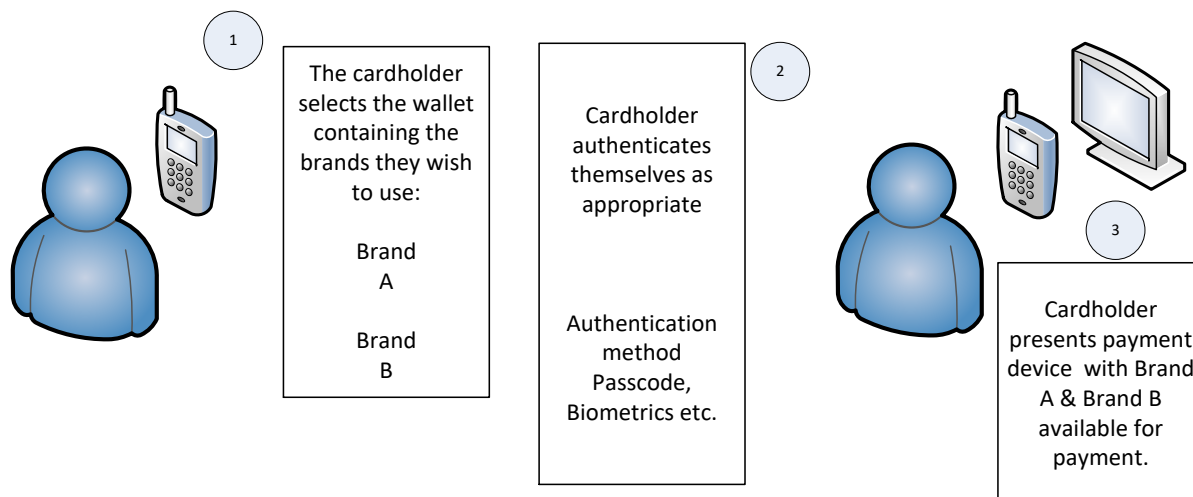 1
The cardholder
selects the wallet
containing the
brands they wish
to use:
Brand
A
Brand
B
2
Cardholder
authenticates
themselves as
appropriate
Authentication
method
Passcode,
Biometrics etc.
3
Cardholder
presents payment
device with Brand
A & Brand B
available for
payment.